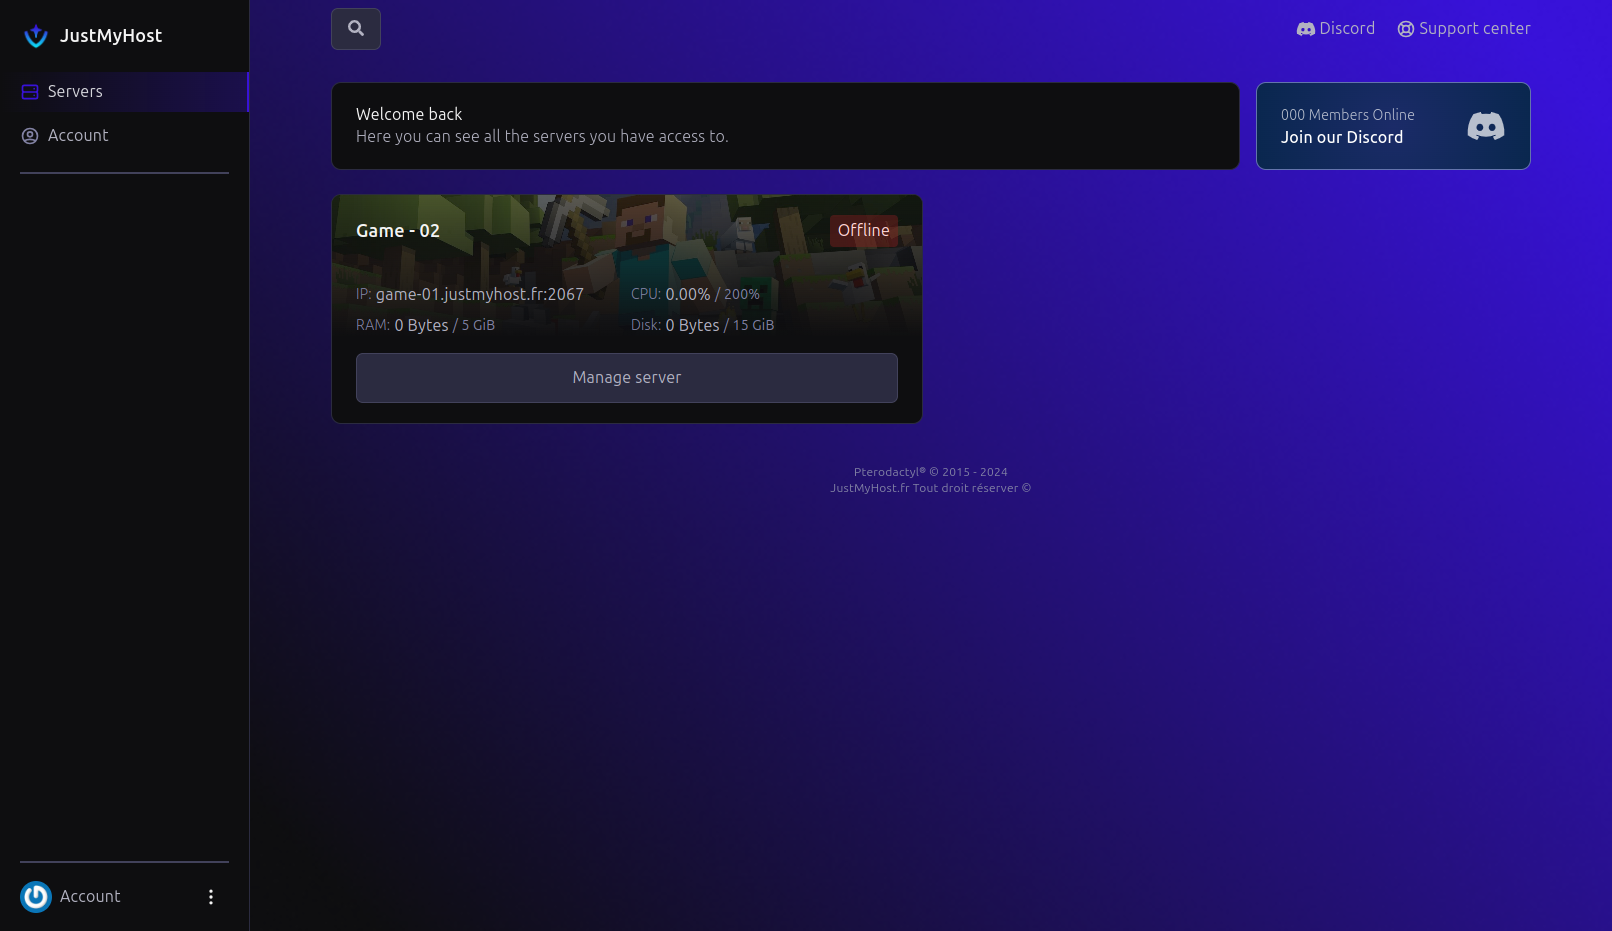 JustMyHost
Servers
Account
Account
Discord
Support center
Welcome back
Here you can see all the servers you have access to.
000 Members Online
Join our Discord
Game - 02
Offline
IP: game-01.justmyhost.fr:2067
CPU: 0.00% / 200%
RAM: 0 Bytes / 5 GiB
Disk: 0 Bytes / 15 GiB
Manage server
Pterodactyl® © 2015 - 2024
JustMyHost.fr Tout droit réserver ©